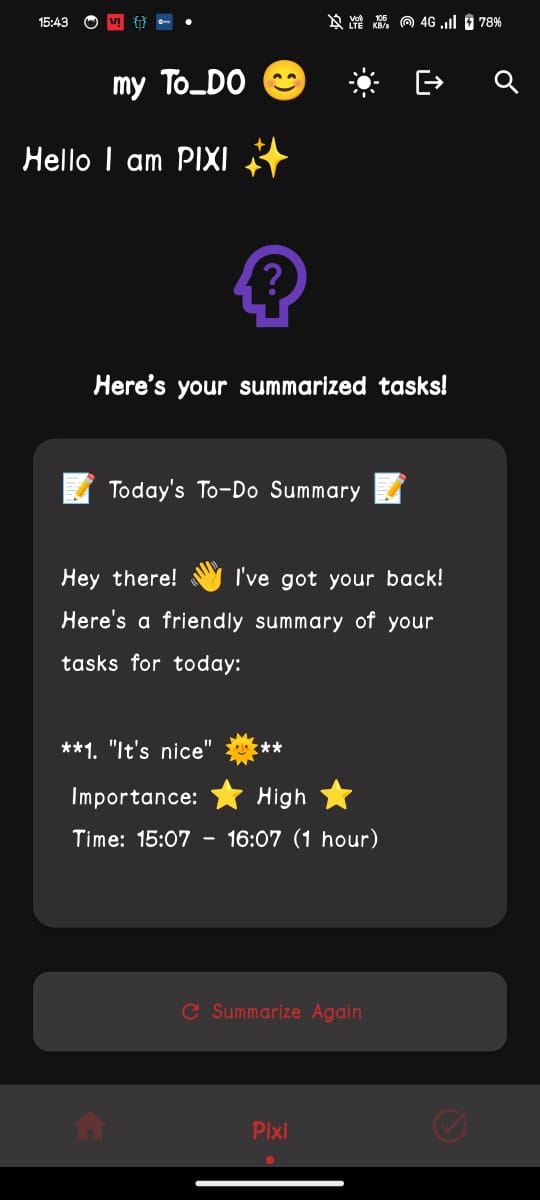 15:43 Vo) LTE 106 KB/s 4G 78%
my To_DO 😊
Hello I am PIXI ✨
?
Here's your summarized tasks!
📝 Today's To-Do Summary 📝
Hey there! 👋 I've got your back!
Here's a friendly summary of your
tasks for today:
**1. "It's nice" 🌞**
Importance: ⭐ High ⭐
Time: 15:07 - 16:07 (1 hour)
Summarize Again
Pixi